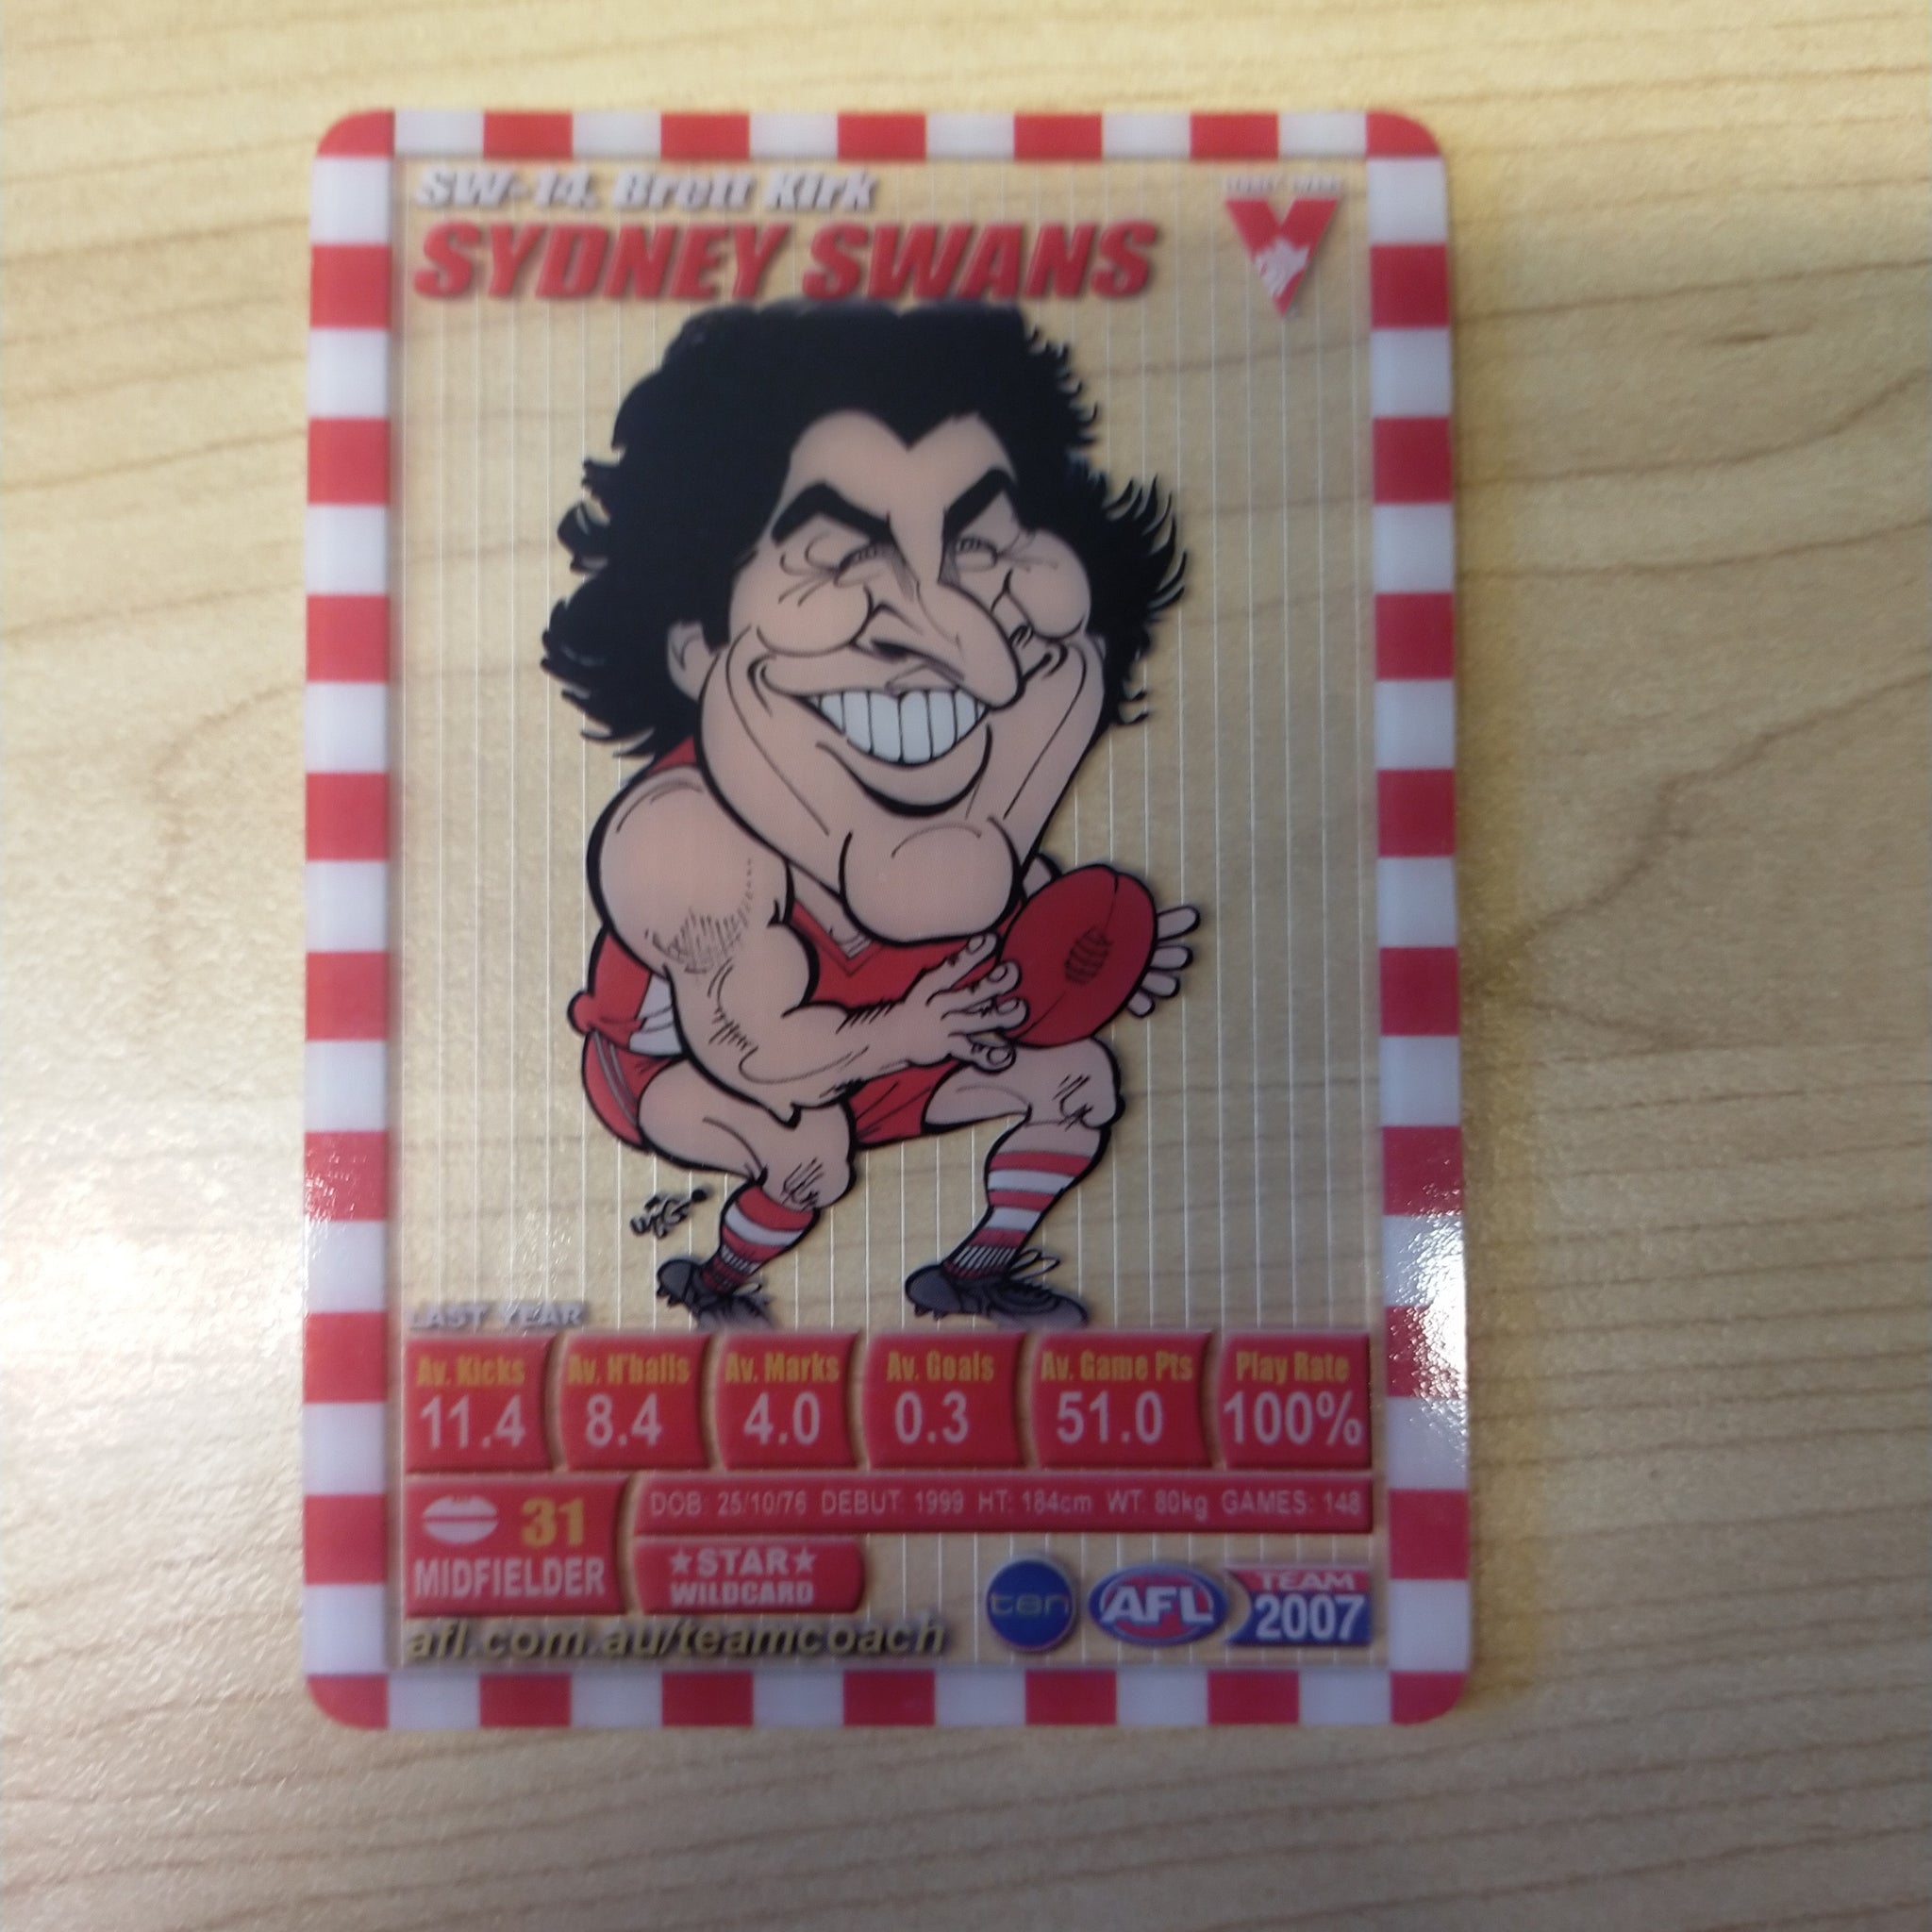 SW-14. Brett Kirk
SYDNEY SWANS
LAST YEAR
Av. Kicks Av. H'balls Av. Marks Av. Goals Av. Game Pts Play Rate
11.4 8.4 4.0 0.3 51.0 100%
31 DOB: 25/10/76 DEBUT: 1999 HT: 184cm WT: 80kg GAMES: 148
MIDFIELDER
★STAR★
WILDCARD
ten AFL TEAM
2007
afl.com.au/teamcoach